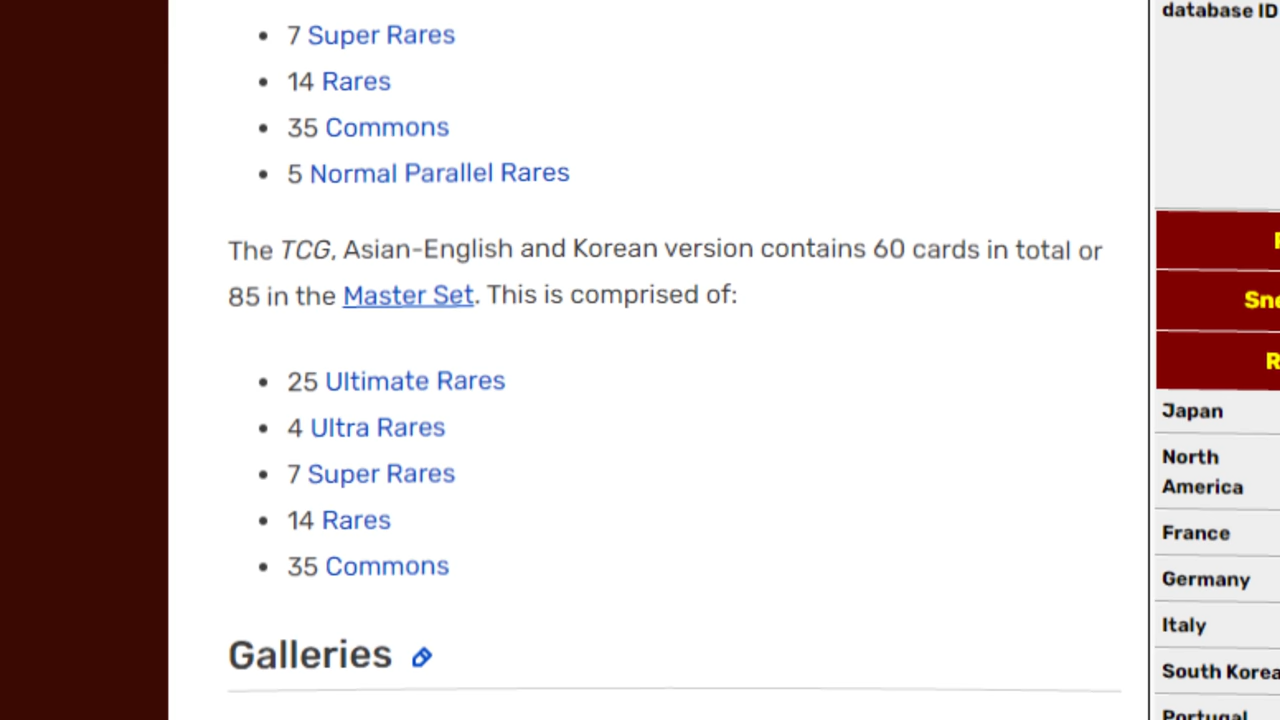 7 Super Rares
14 Rares
35 Commons
5 Normal Parallel Rares
The TCG, Asian-English and Korean version contains 60 cards in total or
85 in the Master Set. This is comprised of:
25 Ultimate Rares
4 Ultra Rares
7 Super Rares
14 Rares
35 Commons
Galleries
database ID
Japan
North
America
France
Germany
Italy
South Korea
Portugal